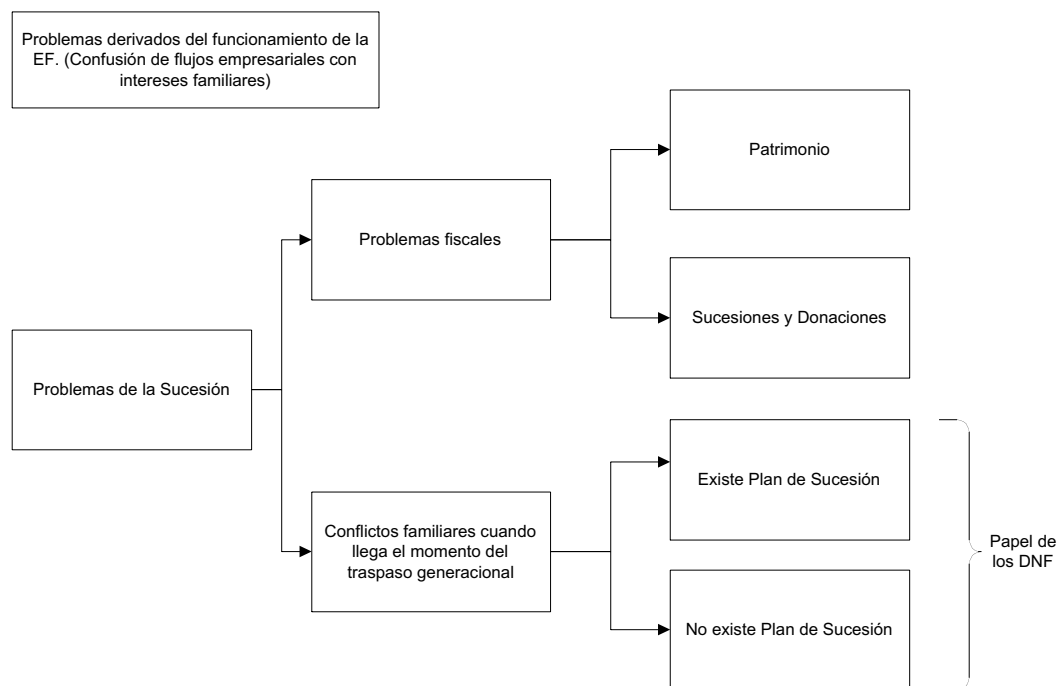 Problemas derivados del funcionamiento de la
EF. (Confusión de flujos empresariales con
intereses familiares)
Patrimonio
Problemas fiscales
Sucesiones y Donaciones
Problemas de la Sucesión
Existe Plan de Sucesión
Conflictos familiares cuando
llega el momento del
traspaso generacional
Papel de
los DNF
No existe Plan de Sucesión